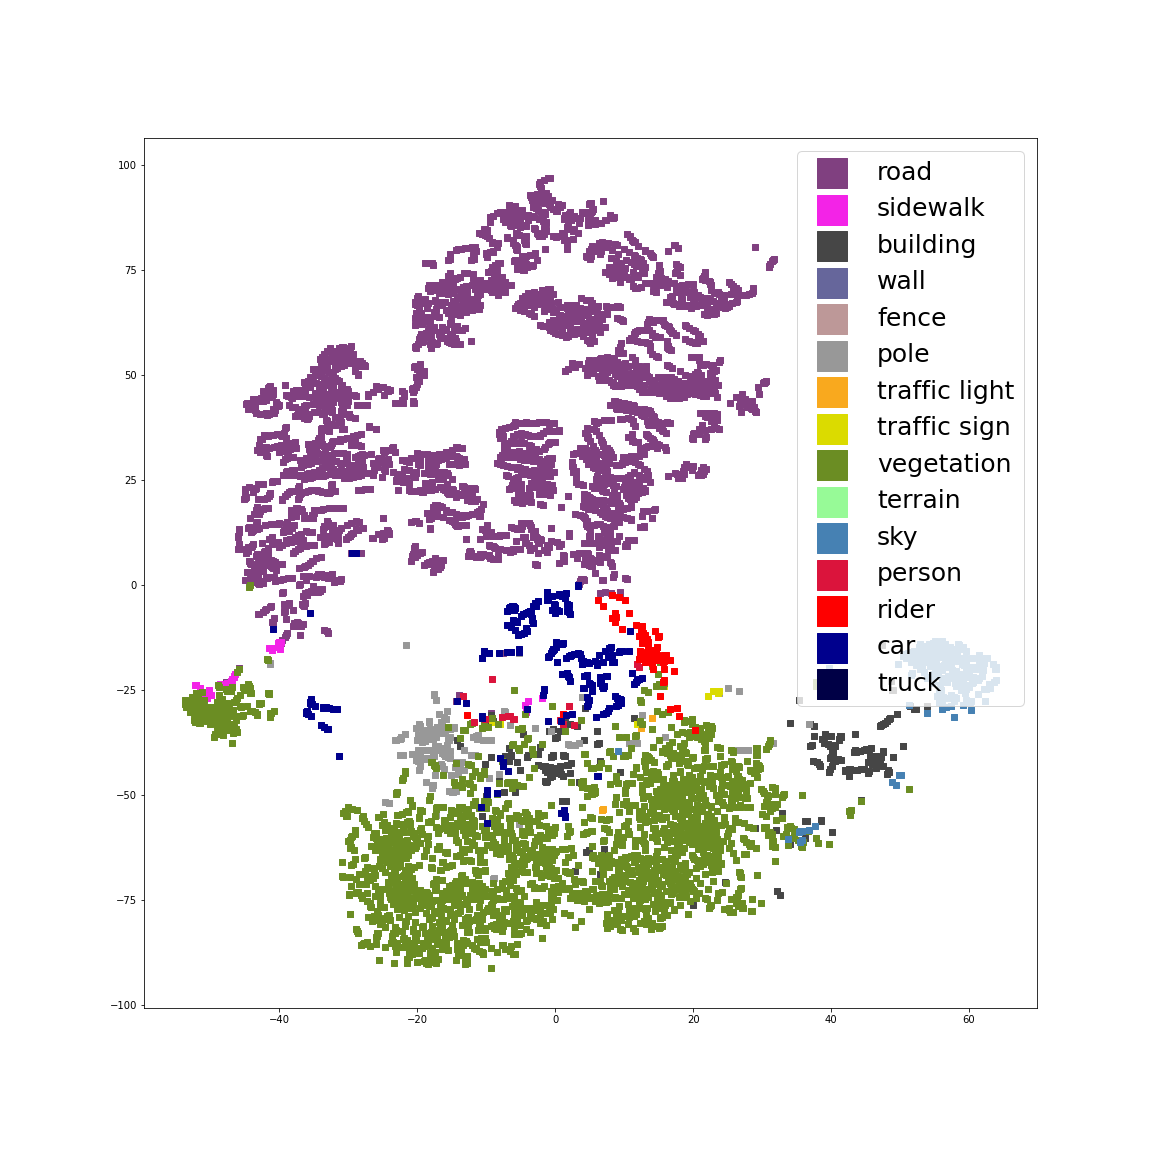 100
75
50
25
0
−25
−50
−75
−100
−40
−20
0
20
40
60
road
sidewalk
building
wall
fence
pole
traffic light
traffic sign
vegetation
terrain
sky
person
rider
car
truck